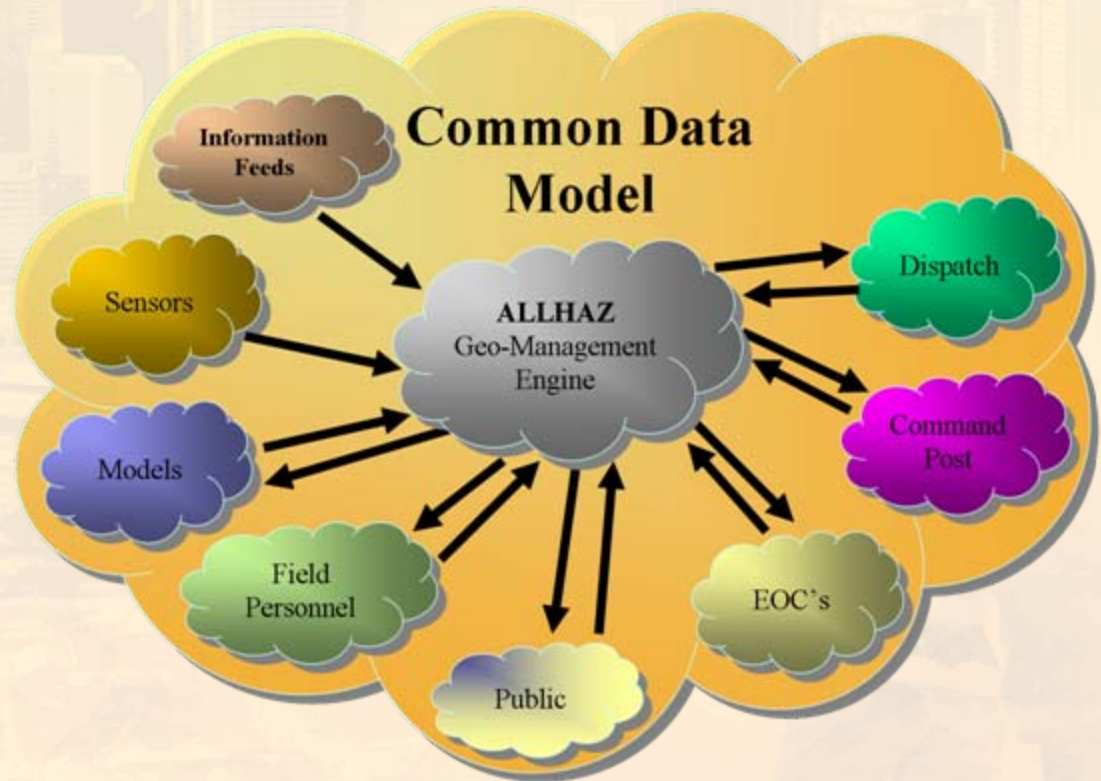 Common Data
Model
Information
Feeds
Sensors
Models
Field
Personnel
Public
EOC's
Command
Post
Dispatch
ALLHAZ
Geo-Management
Engine